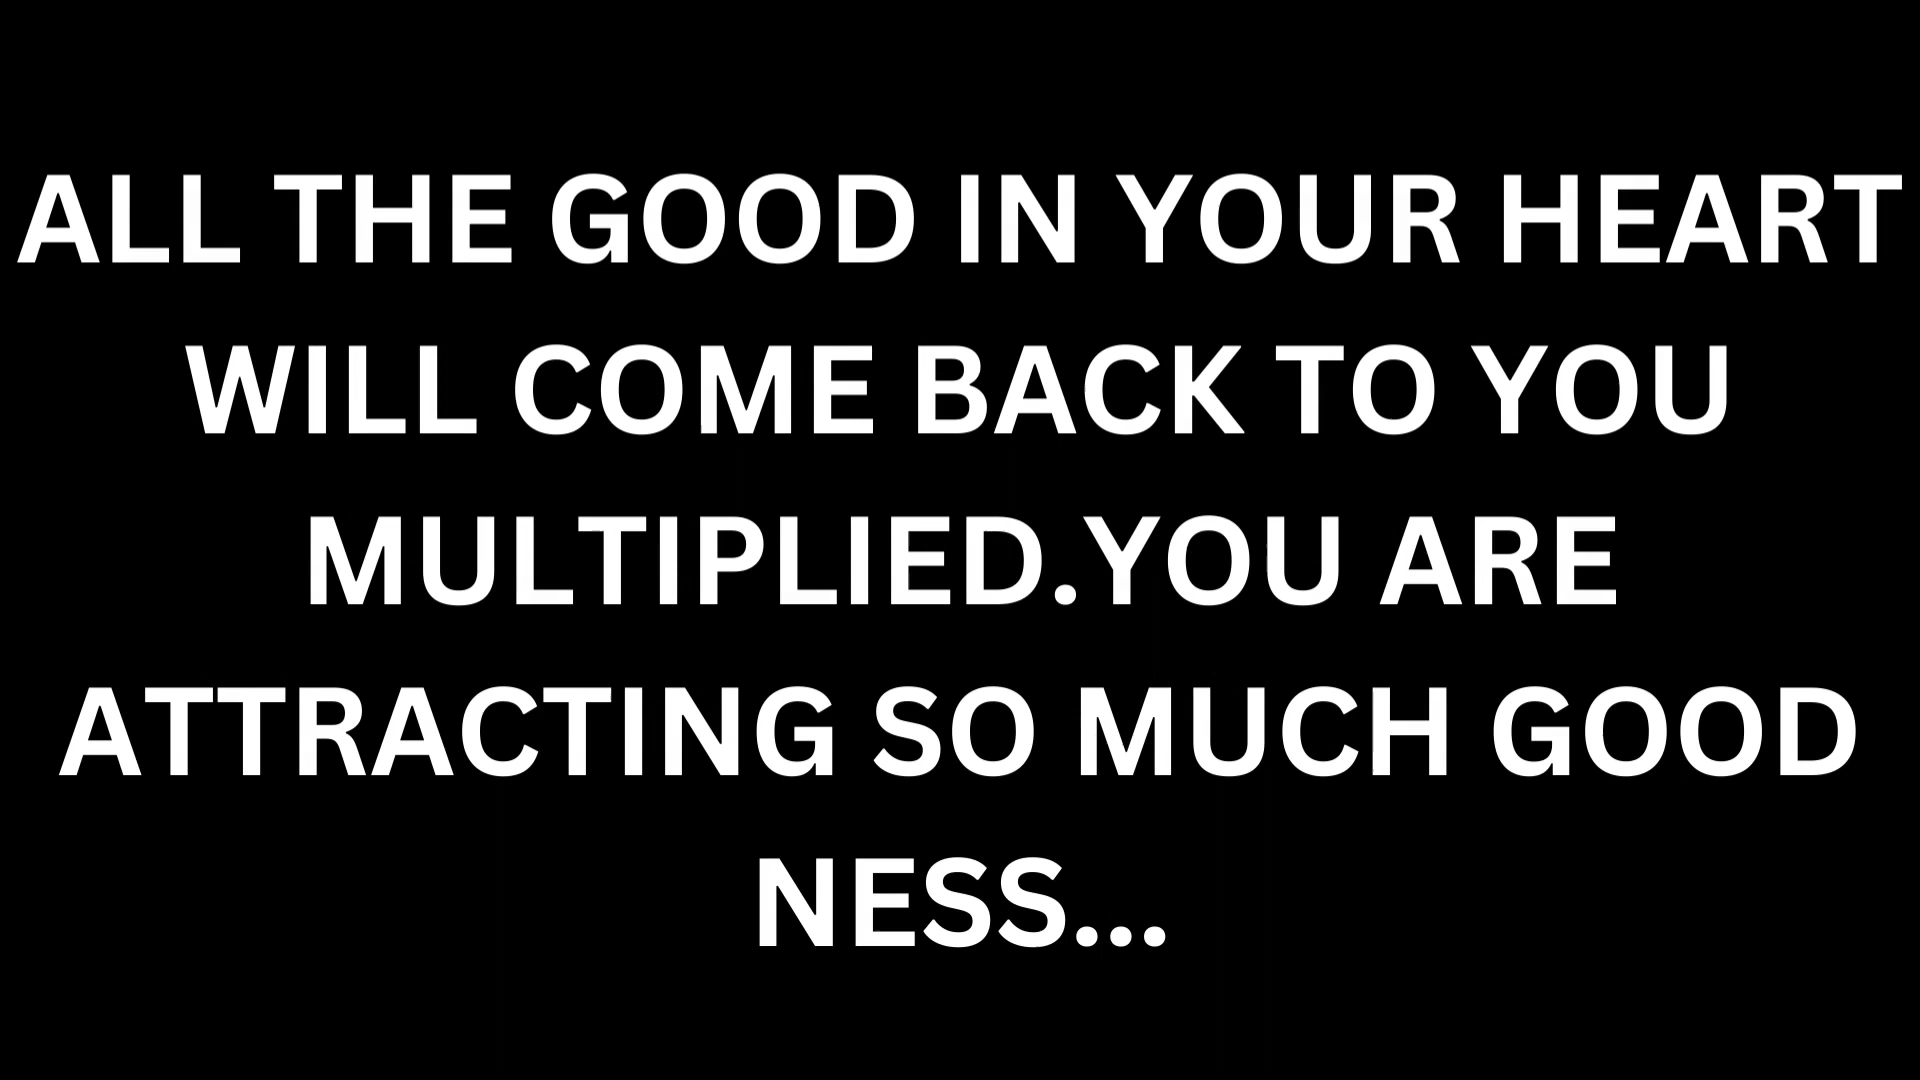 ALL THE GOOD IN YOUR HEART
WILL COME BACK TO YOU
MULTIPLIED.YOU ARE
ATTRACTING SO MUCH GOOD
NESS...